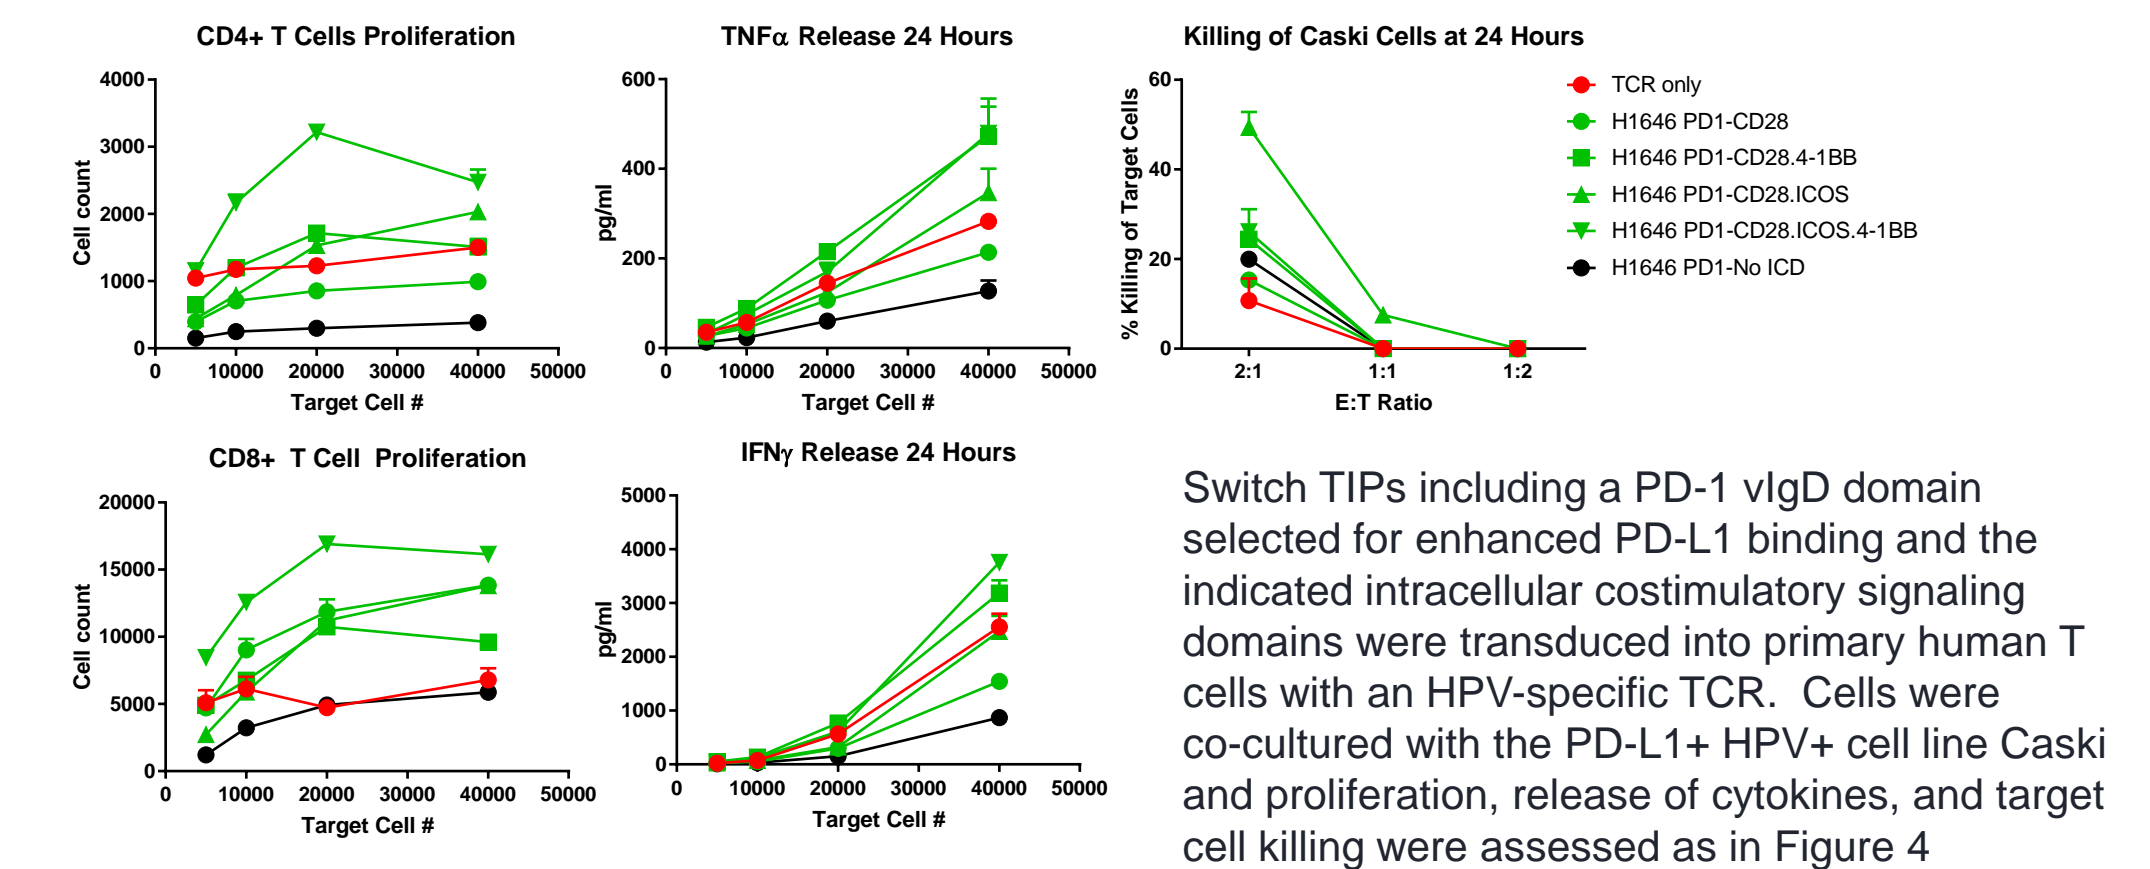 CD4+ T Cells Proliferation
4000
3000
2000
1000
0
Cell count
0 10000 20000 30000 40000 50000
Target Cell #
TNFα Release 24 Hours
600
400
200
0
pg/ml
0 10000 20000 30000 40000 50000
Target Cell #
Killing of Caski Cells at 24 Hours
60
40
20
0
% Killing of Target Cells
2:1 1:1 1:2
E:T Ratio
TCR only
H1646 PD1-CD28
H1646 PD1-CD28.4-1BB
H1646 PD1-CD28.ICOS
H1646 PD1-CD28.ICOS.4-1BB
H1646 PD1-No ICD
CD8+ T Cell Proliferation
20000
15000
10000
5000
0
Cell count
0 10000 20000 30000 40000 50000
Target Cell #
IFNγ Release 24 Hours
5000
4000
3000
2000
1000
0
pg/ml
0 10000 20000 30000 40000 50000
Target Cell #
Switch TIPs including a PD-1 vIgD domain
selected for enhanced PD-L1 binding and the
indicated intracellular costimulatory signaling
domains were transduced into primary human T
cells with an HPV-specific TCR. Cells were
co-cultured with the PD-L1+ HPV+ cell line Caski
and proliferation, release of cytokines, and target
cell killing were assessed as in Figure 4